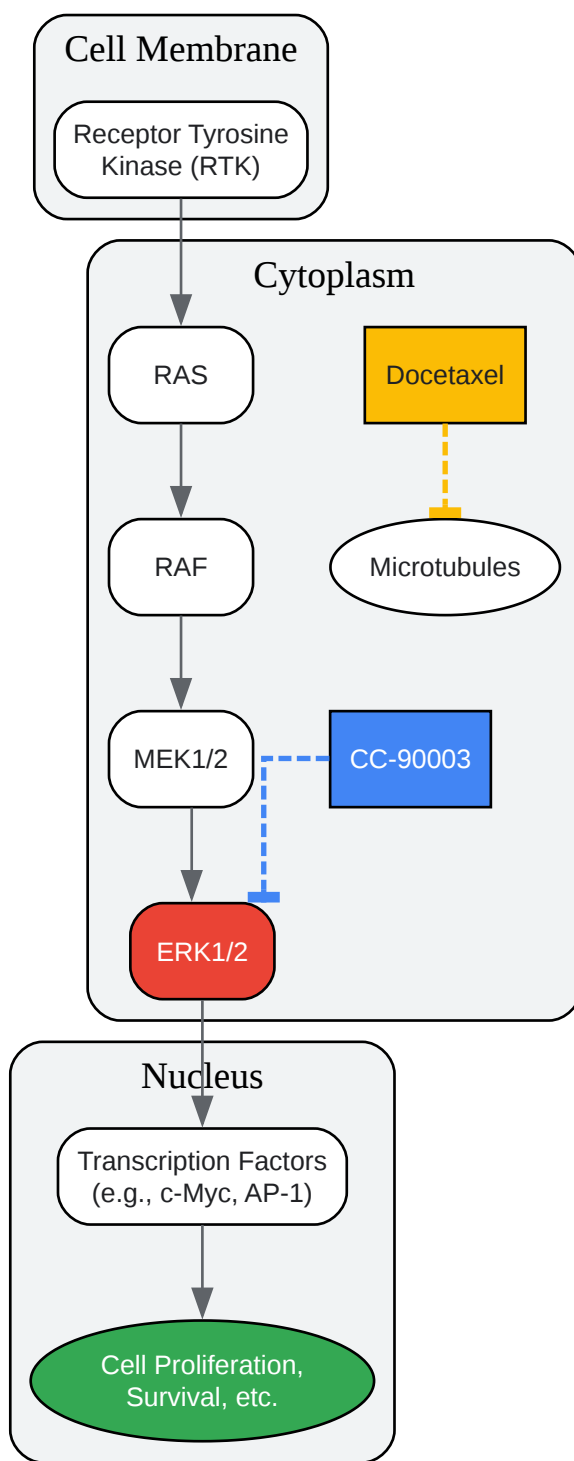 Cell Membrane
Receptor Tyrosine
Kinase (RTK)
Cytoplasm
RAS
Docetaxel
RAF
Microtubules
MEK1/2
CC-90003
ERK1/2
Nucleus
Transcription Factors
(e.g., c-Myc, AP-1)
Cell Proliferation,
Survival, etc.